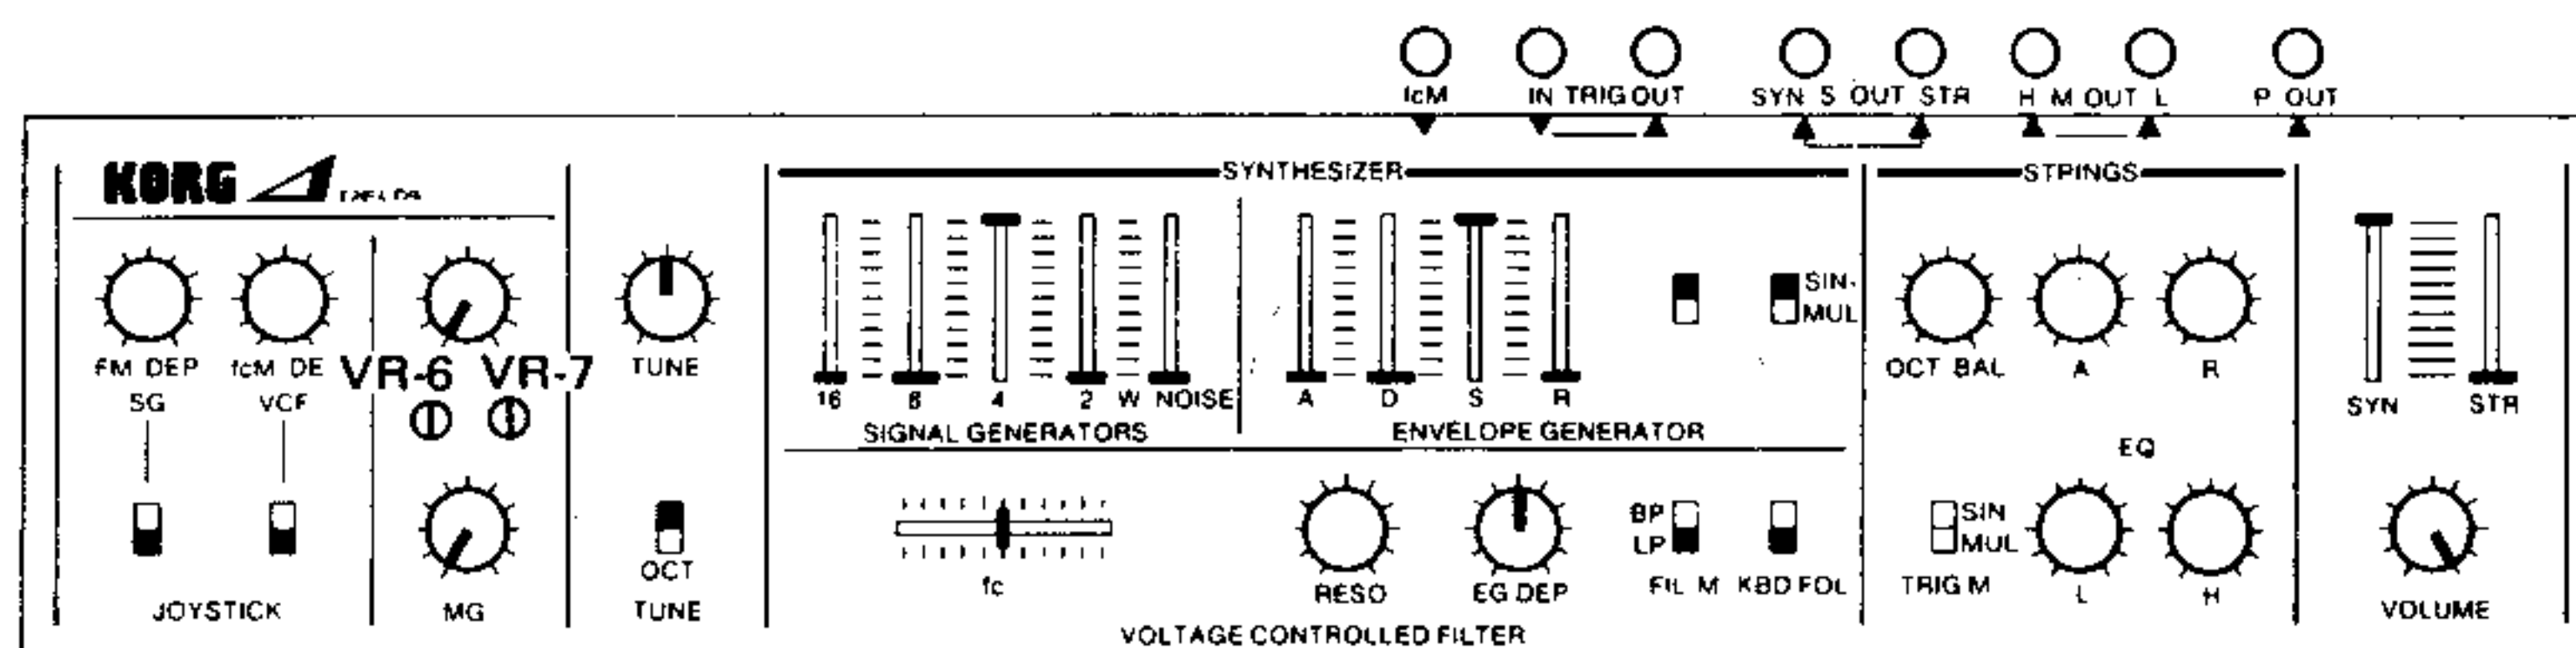 fcM IN TRIG OUT SYN S OUT STR H M OUT L P OUT
KORG
SYNTHESIZER STRINGS
SIN
MUL
FM DEP fcM DE VR-6 VR-7 TUNE OCT BAL A R
SG VCF 16 8 4 2 W NOISE A D S R SYN STR
SIGNAL GENERATORS ENVELOPE GENERATOR
EQ
BP SIN
LP MUL
OCT fc RESO EG DEP FIL M KBD FOL TRIG M L H
JOYSTICK MG TUNE VOLUME
VOLTAGE CONTROLLED FILTER